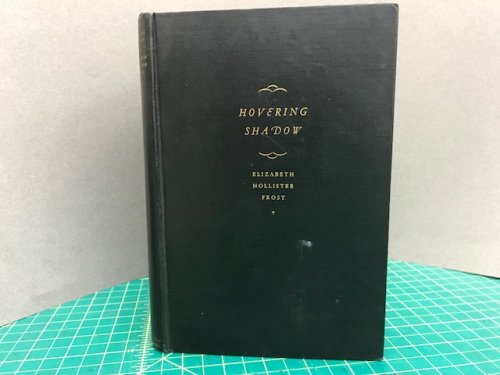 HOVERING
SHADOW
ELIZABETH
HOLLISTER
FROST